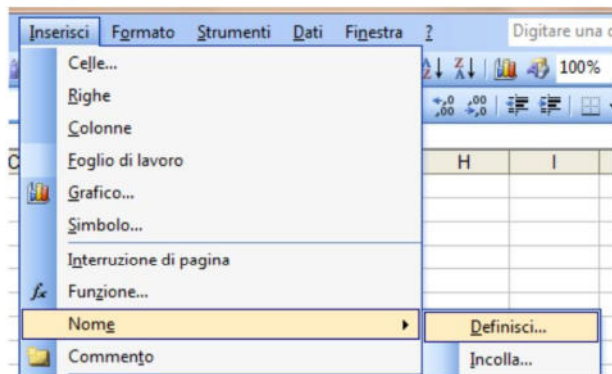 Inserisci Formato Strumenti Dati Finestra ? Digitare una
Celle...
100%
Righe
Colonne
Foglio di lavoro
H I
Grafico...
Simbolo...
Interruzione di pagina
fx Funzione...
Nome
Definisci...
Commento
Incolla...